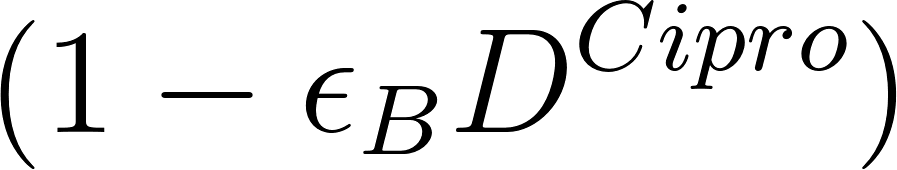 (1 − ϵ_B D^{Cipro})